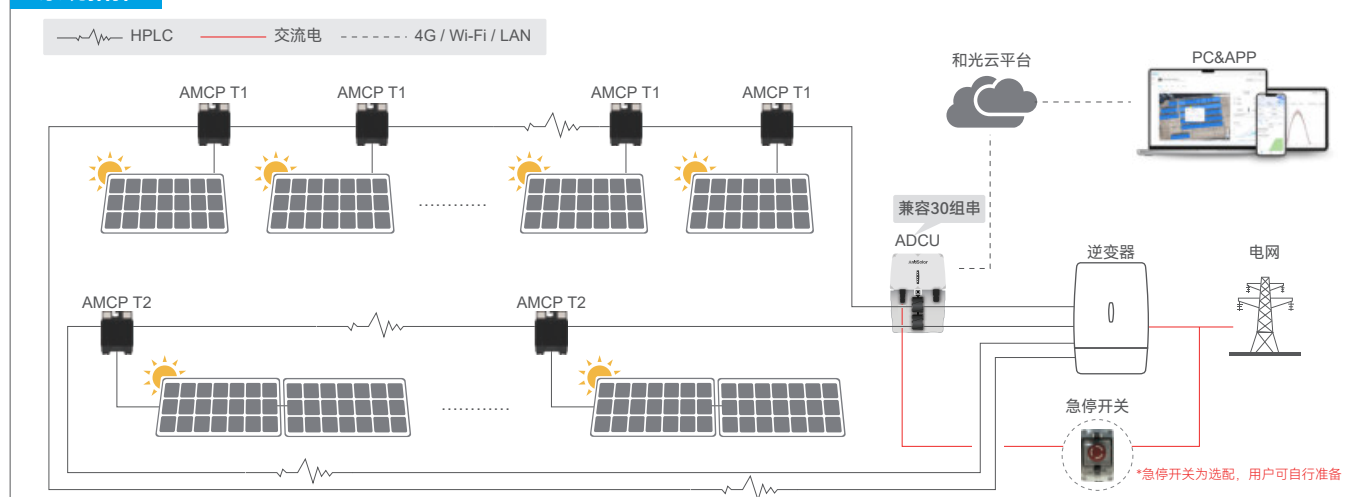 HPLC
交流电
4G / Wi-Fi / LAN
和光云平台
PC&APP
AMCP T1
AMCP T1
AMCP T1
AMCP T1
兼容30组串
ADCU
逆变器
电网
AMCP T2
AMCP T2
急停开关
*急停开关为选配，用户可自行准备